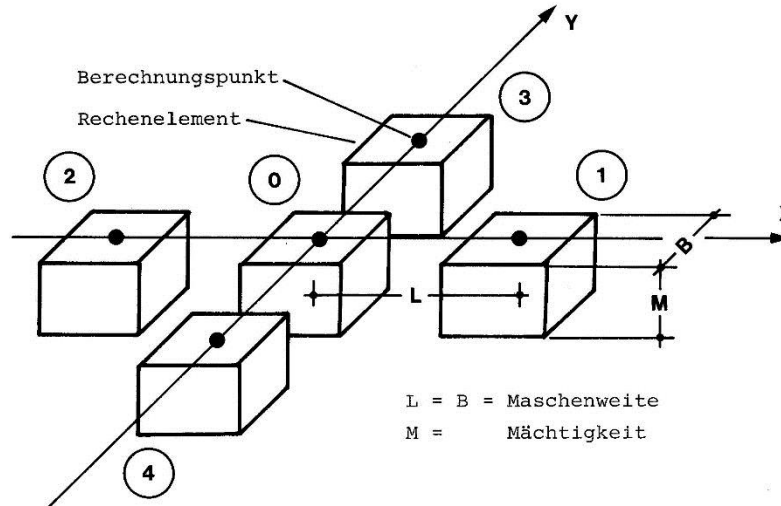 Y
Berechnungspunkt
3
Rechenelement
2
0
1
B
L
M
L = B = Maschenweite
M = Mächtigkeit
4